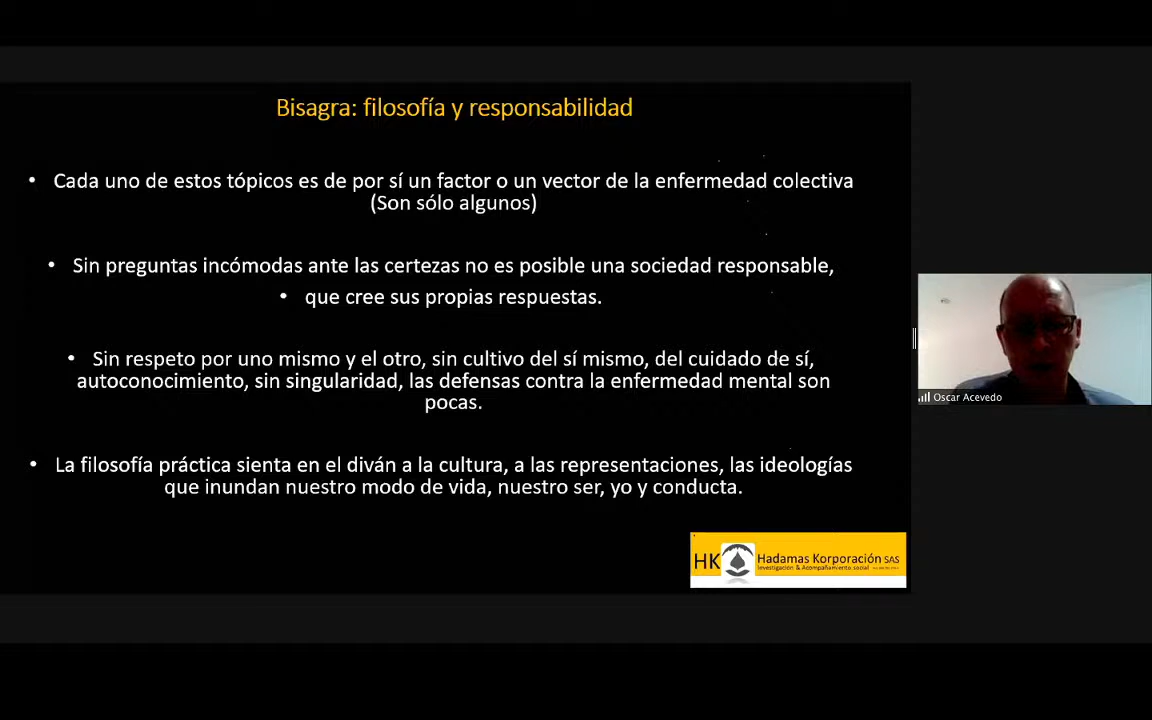 Bisagra: filosofía y responsabilidad
• Cada uno de estos tópicos es de por sí un factor o un vector de la enfermedad colectiva
(Son sólo algunos)
• Sin preguntas incómodas ante las certezas no es posible una sociedad responsable,
• que cree sus propias respuestas.
• Sin respeto por uno mismo y el otro, sin cultivo del sí mismo, del cuidado de sí,
autoconocimiento, sin singularidad, las defensas contra la enfermedad mental son
pocas.
• La filosofía práctica sienta en el diván a la cultura, a las representaciones, las ideologías
que inundan nuestro modo de vida, nuestro ser, yo y conducta.
HK
Hadamas Korporación SAS
Investigación & Acompañamiento social
Oscar Acevedo